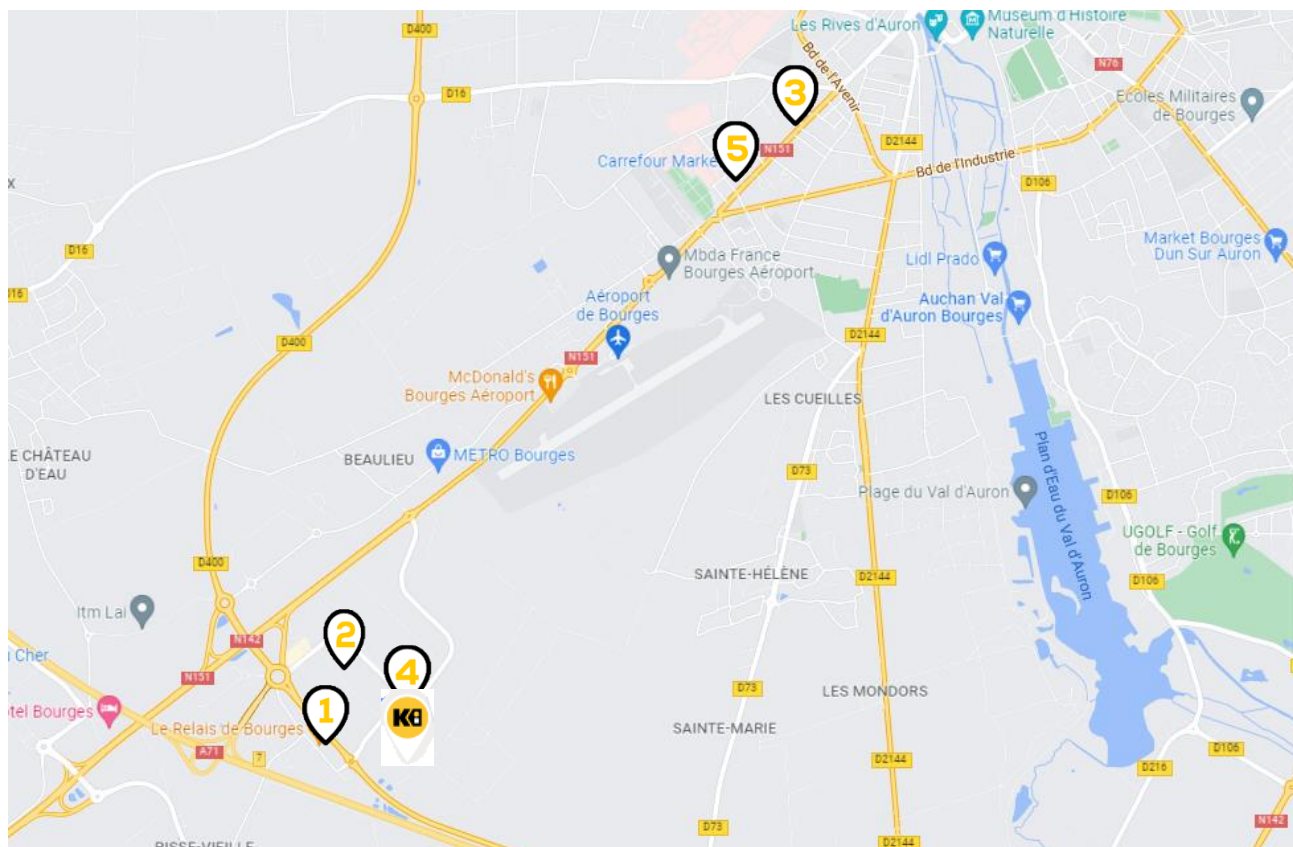 D400
Les Rives d'Auron
Museum d'Histoire
Naturelle
Bd de l'Avenir
N76
D16
3
Ecoles Militaires
de Bourges
Carrefour Marke
5
N151
D2144
Bd de l'Industrie
D106
X
D16
Mbda France
Bourges Aéroport
Lidl Prado
Market Bourges
Dun Sur Auron
Aéroport
de Bourges
Auchan Val
d'Auron Bourges
D2144
D400
N151
McDonald's
Bourges Aéroport
LES CUEILLES
E CHÂTEAU
D'EAU
BEAULIEU
METRO Bourges
D73
Plage du Val d'Auron
Plan d'Eau du Val d'Auron
D106
UGOLF - Golf
de Bourges
D400
SAINTE-HÉLÈNE
D2144
D106
Itm Lai
N142
2
n Cher
N151
4
D73
LES MONDORS
tel Bourges
1
Le Relais de Bourges
SAINTE-MARIE
A71
7
D2144
D216
D106
D73
D2144
N142